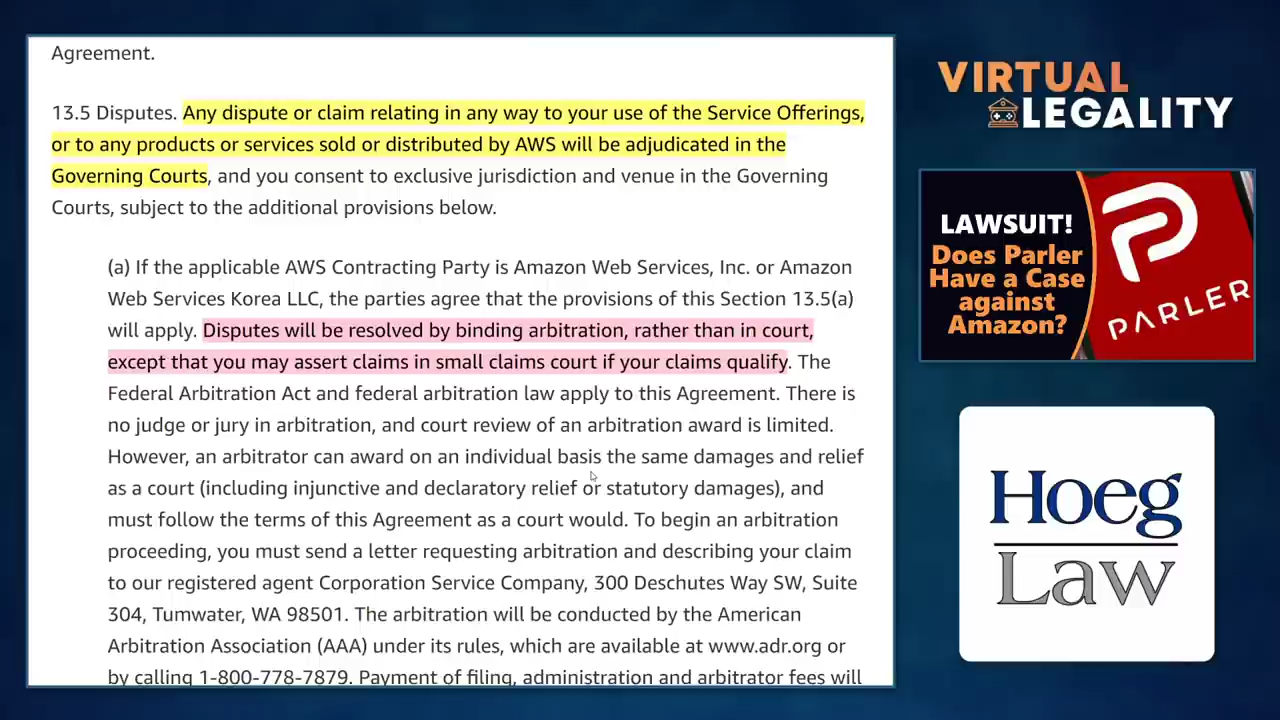 Agreement.
13.5 Disputes. Any dispute or claim relating in any way to your use of the Service Offerings,
or to any products or services sold or distributed by AWS will be adjudicated in the
Governing Courts, and you consent to exclusive jurisdiction and venue in the Governing
Courts, subject to the additional provisions below.
(a) If the applicable AWS Contracting Party is Amazon Web Services, Inc. or Amazon
Web Services Korea LLC, the parties agree that the provisions of this Section 13.5(a)
will apply. Disputes will be resolved by binding arbitration, rather than in court,
except that you may assert claims in small claims court if your claims qualify. The
Federal Arbitration Act and federal arbitration law apply to this Agreement. There is
no judge or jury in arbitration, and court review of an arbitration award is limited.
However, an arbitrator can award on an individual basis the same damages and relief
as a court (including injunctive and declaratory relief or statutory damages), and
must follow the terms of this Agreement as a court would. To begin an arbitration
proceeding, you must send a letter requesting arbitration and describing your claim
to our registered agent Corporation Service Company, 300 Deschutes Way SW, Suite
304, Tumwater, WA 98501. The arbitration will be conducted by the American
Arbitration Association (AAA) under its rules, which are available at www.adr.org or
by calling 1-800-778-7879. Payment of filing, administration and arbitrator fees will
VIRTUAL
LEGALITY
LAWSUIT!
Does Parler
Have a Case
against
Amazon?
PARLER
Hoeg
Law